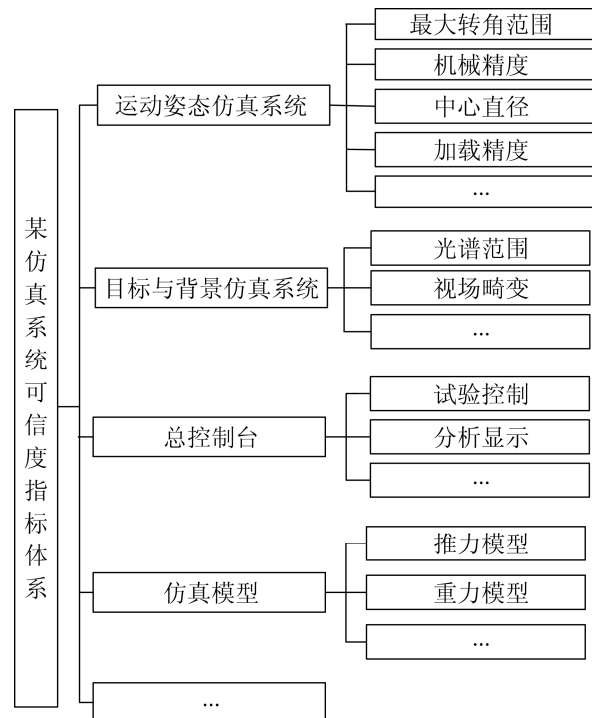 某仿真系统可信度指标体系
运动姿态仿真系统
最大转角范围
机械精度
中心直径
加载精度
...
目标与背景仿真系统
光谱范围
视场畸变
...
总控制台
试验控制
分析显示
...
仿真模型
推力模型
重力模型
...
...